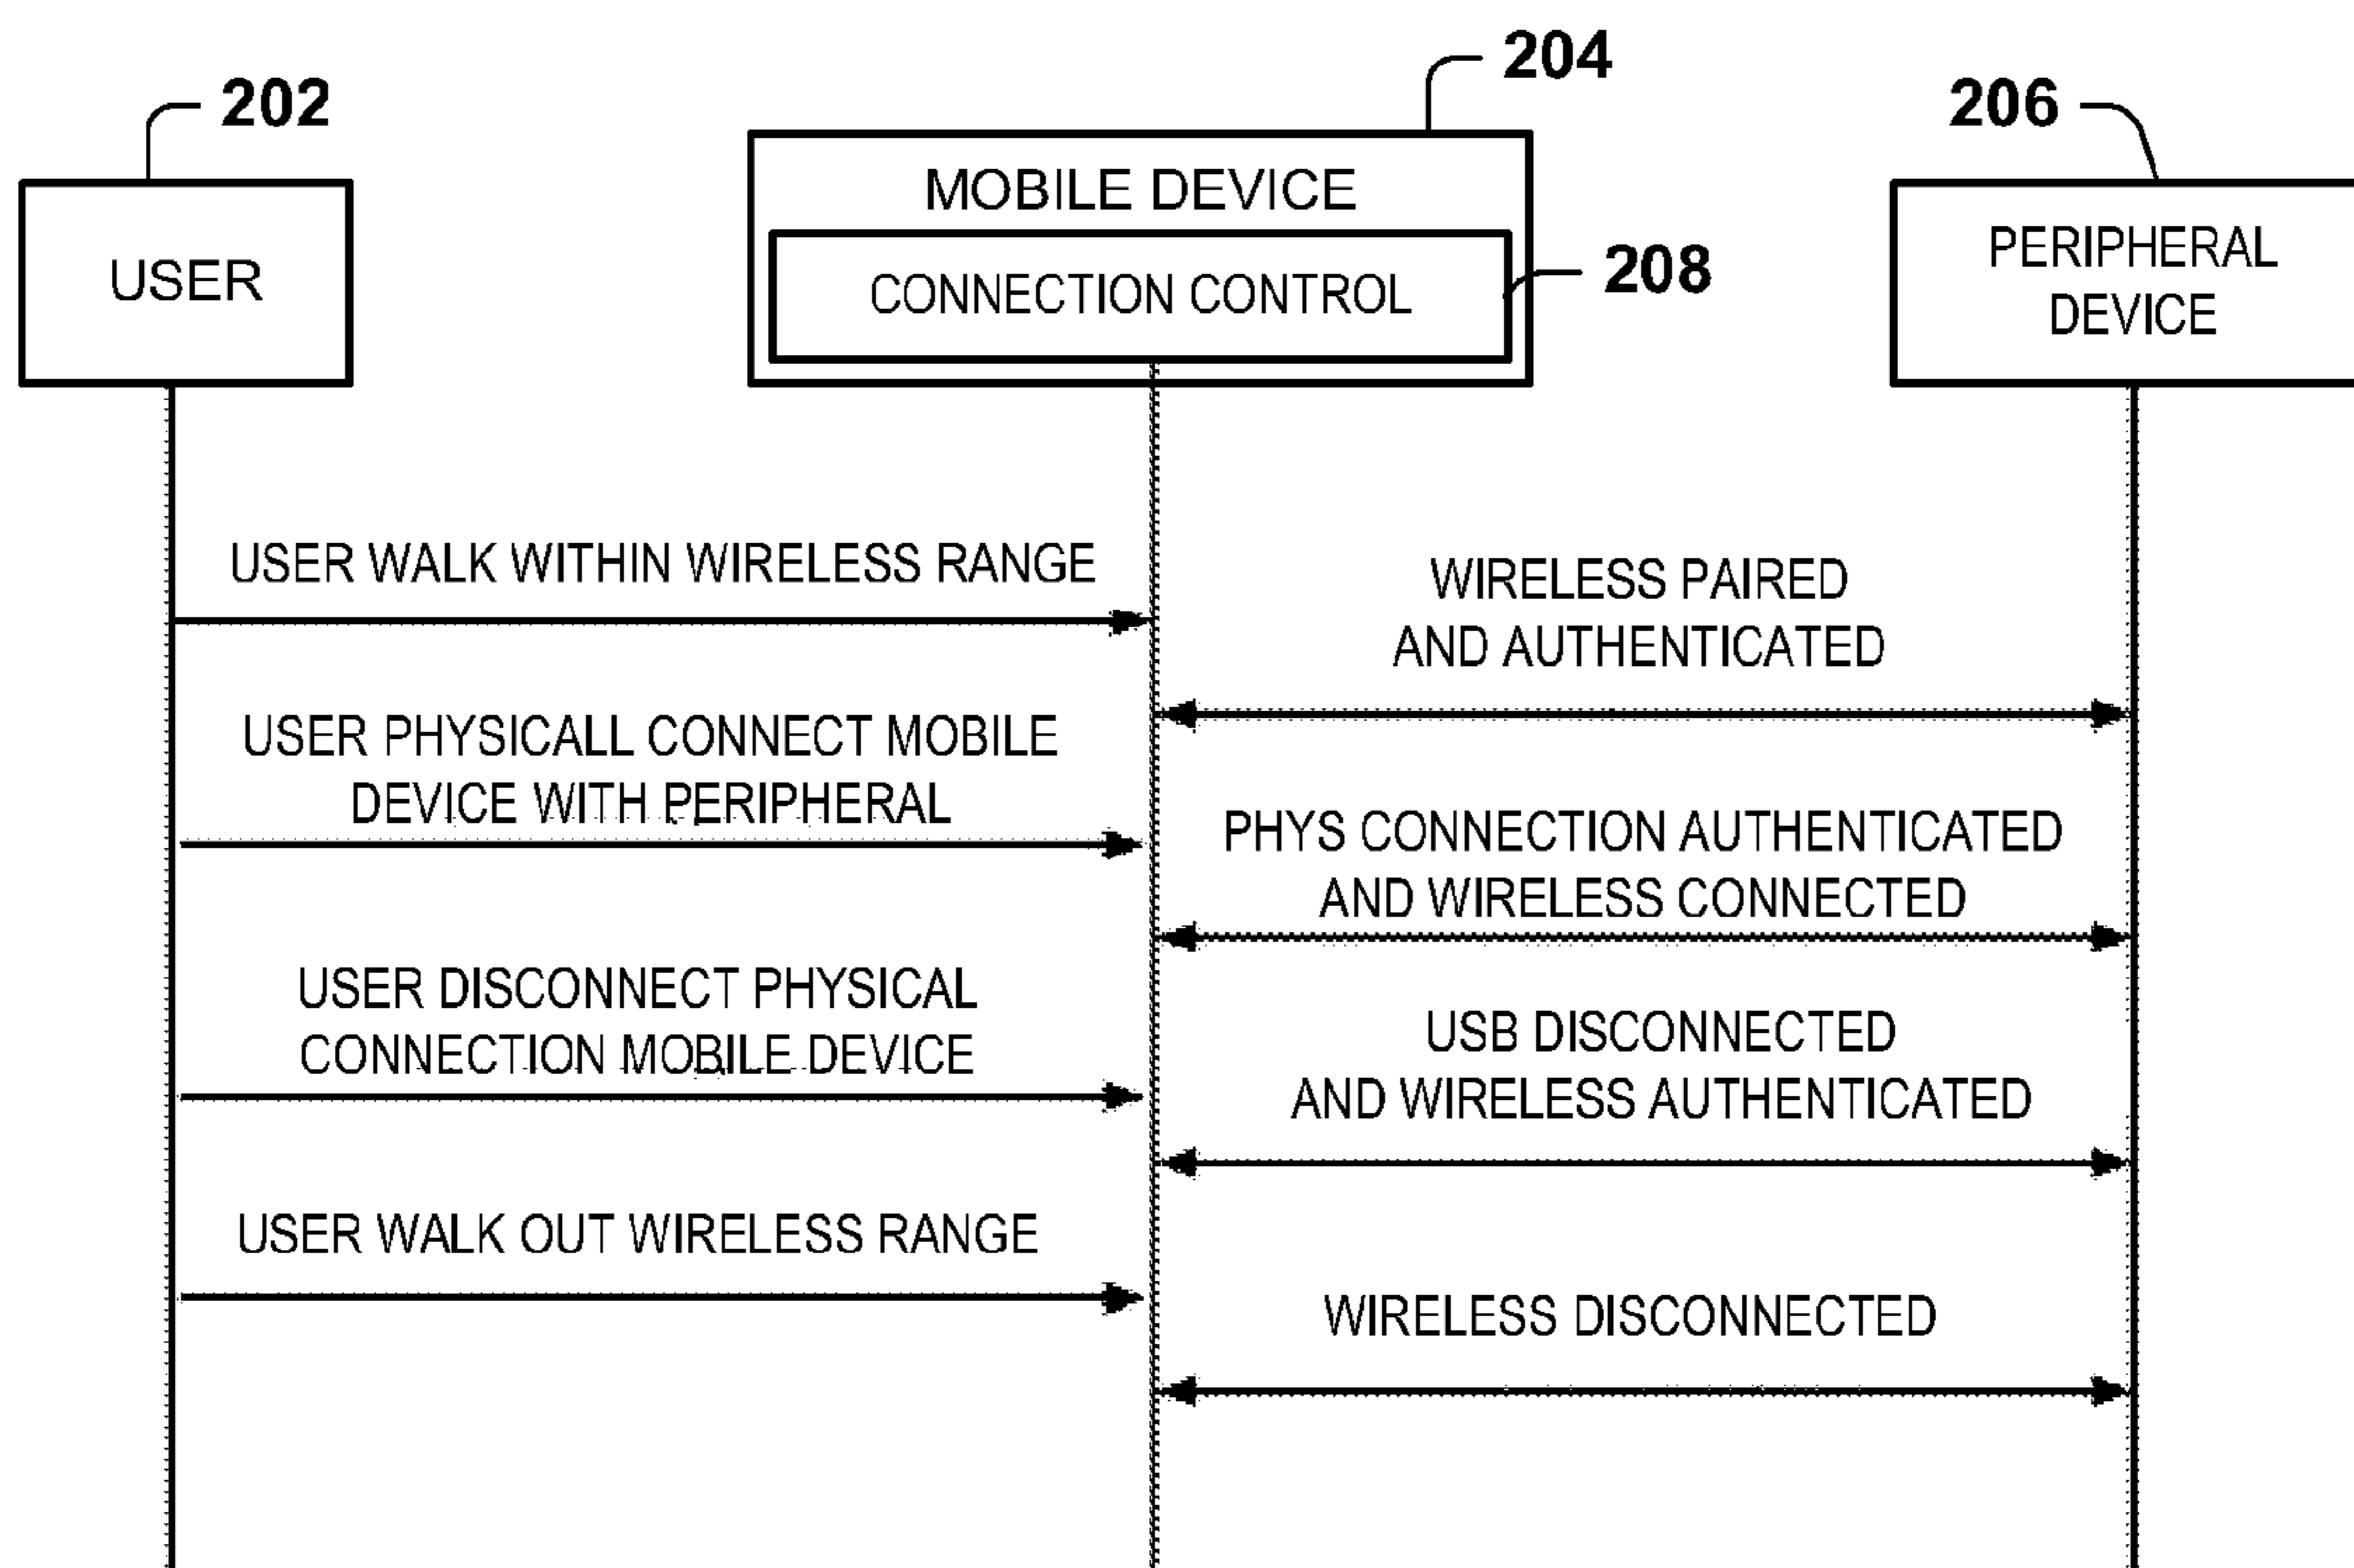 204
202
206
MOBILE DEVICE
USER
CONNECTION CONTROL
208
PERIPHERAL
DEVICE
USER WALK WITHIN WIRELESS RANGE
WIRELESS PAIRED
AND AUTHENTICATED
USER PHYSICALL CONNECT MOBILE
DEVICE WITH PERIPHERAL
PHYS CONNECTION AUTHENTICATED
AND WIRELESS CONNECTED
USER DISCONNECT PHYSICAL
CONNECTION MOBILE DEVICE
USB DISCONNECTED
AND WIRELESS AUTHENTICATED
USER WALK OUT WIRELESS RANGE
WIRELESS DISCONNECTED